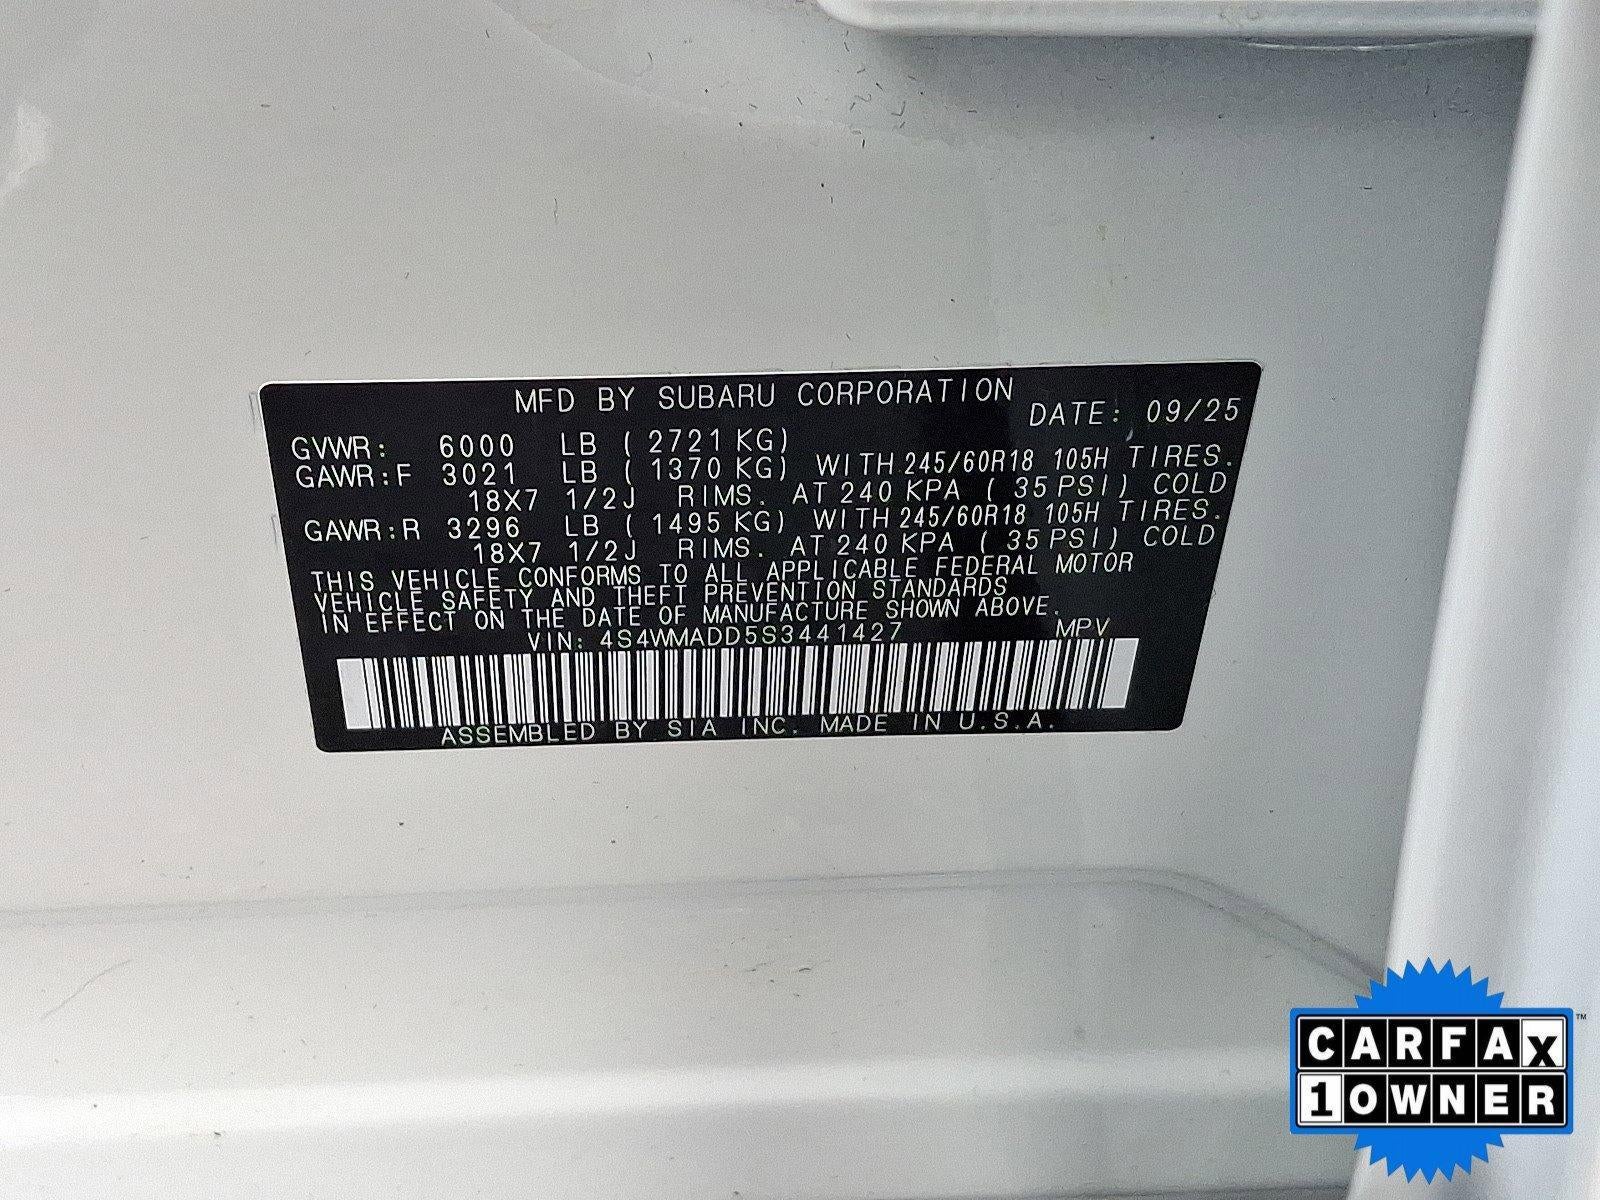 MFD BY SUBARU CORPORATION
DATE: 09/25
GVWR: 6000 LB ( 2721 KG)
GAWR:F 3021 LB ( 1370 KG) WITH 245/60R18 105H TIRES.
18X7 1/2J RIMS. AT 240 KPA ( 35 PSI) COLD
GAWR:R 3296 LB ( 1495 KG) WITH 245/60R18 105H TIRES.
18X7 1/2J RIMS. AT 240 KPA ( 35 PSI) COLD
THIS VEHICLE CONFORMS TO ALL APPLICABLE FEDERAL MOTOR
VEHICLE SAFETY AND THEFT PREVENTION STANDARDS
IN EFFECT ON THE DATE OF MANUFACTURE SHOWN ABOVE.
VIN: 4S4WMADD5S3441427 MPV
ASSEMBLED BY SIA INC. MADE IN U.S.A.
CARFAX ™
1 OWNER